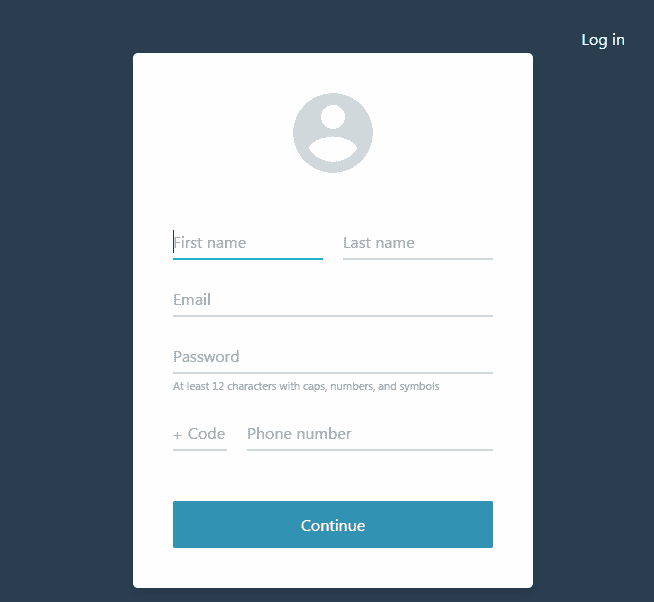 Log in
First name Last name
Email
Password
At least 12 characters with caps, numbers, and symbols
+ Code Phone number
Continue